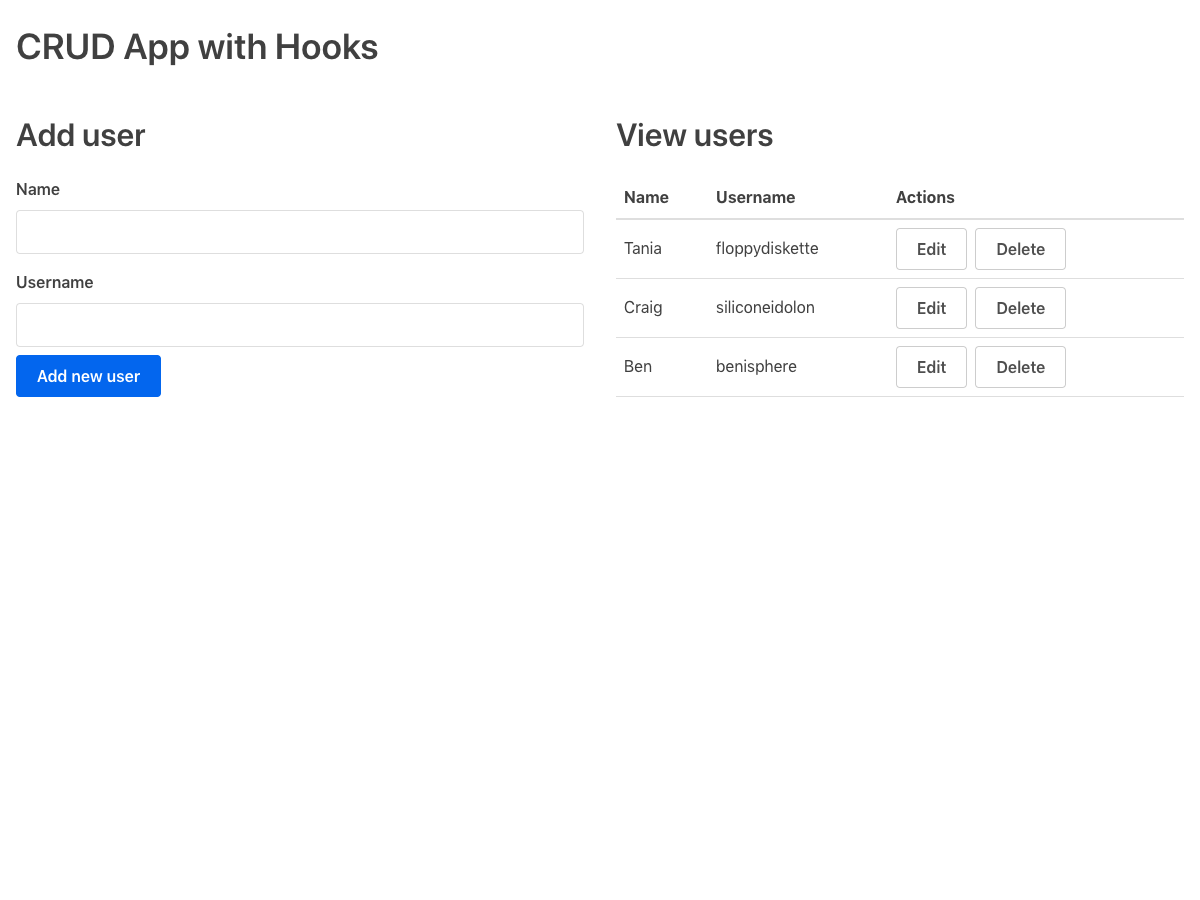 CRUD App with Hooks
Add user
Name
Username
Add new user
View users
Name Username Actions
Tania floppydiskette Edit Delete
Craig siliconeidolon Edit Delete
Ben benisphere Edit Delete